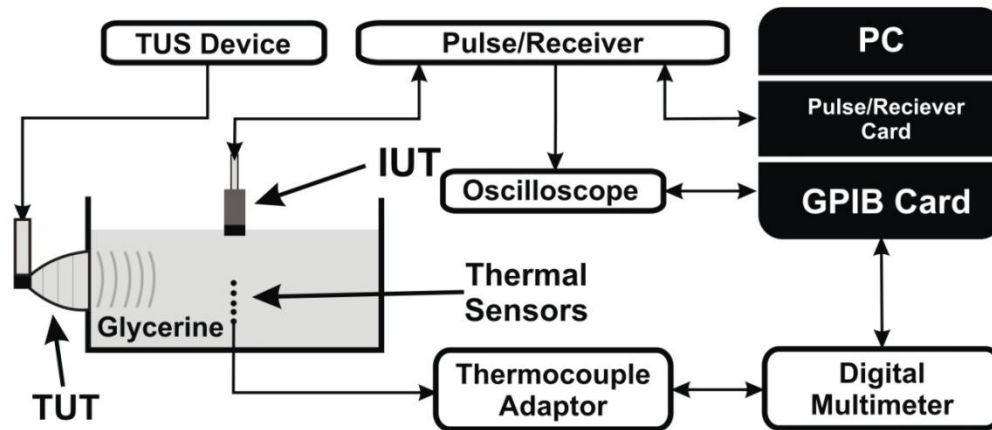 TUS Device
Pulse/Receiver
PC
Pulse/Reciever
Card
IUT
Oscilloscope
GPIB Card
Thermal
Sensors
Glycerine
TUT
Thermocouple
Adaptor
Digital
Multimeter